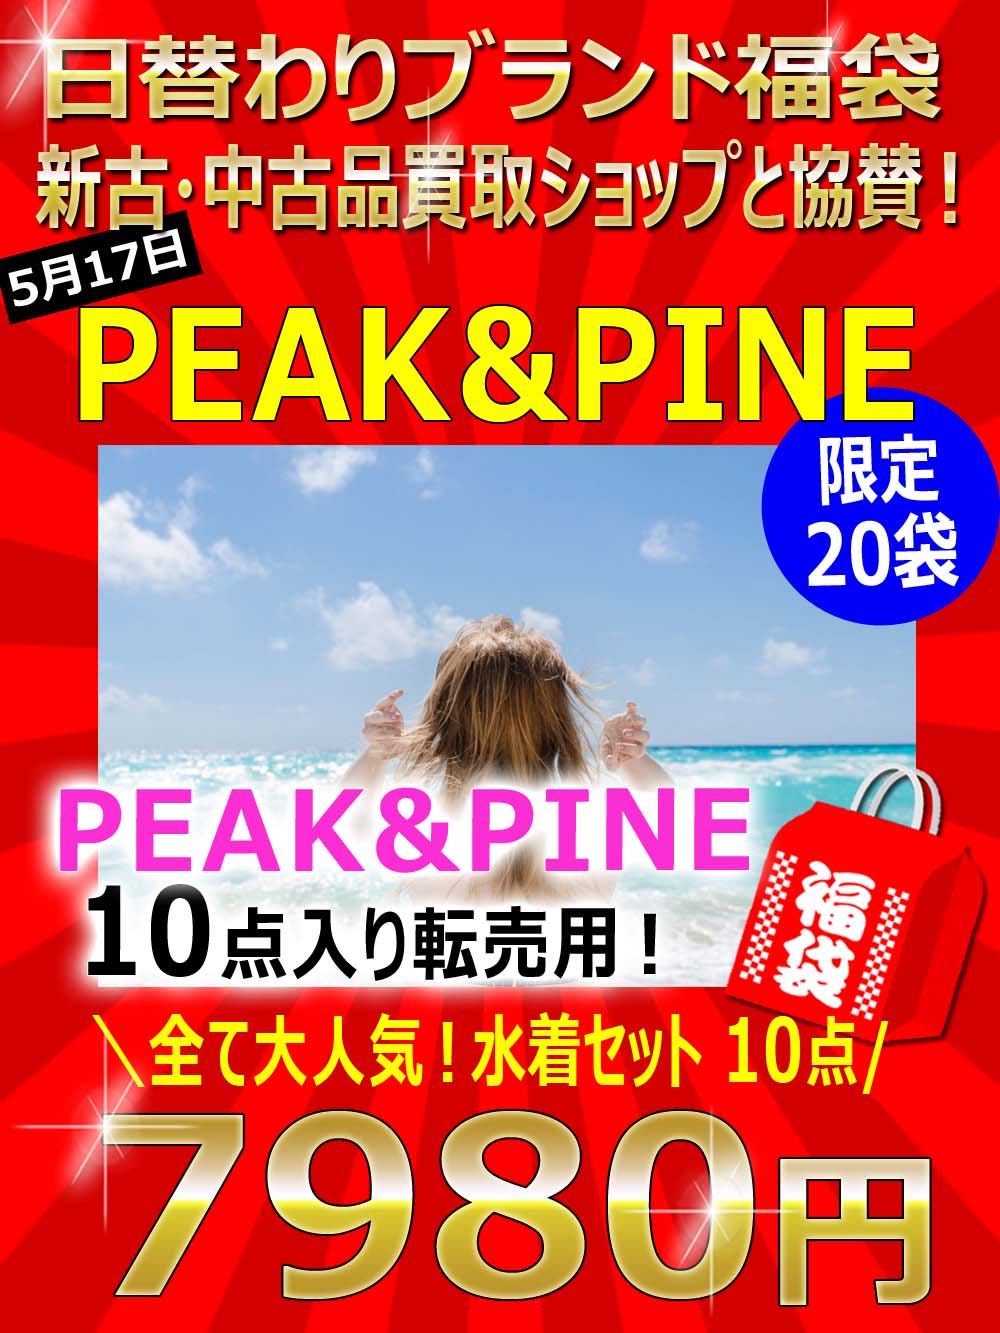 日替わりブランド福袋
新古・中古品買取ショップと協賛！
5月17日
PEAK&PINE
限定
20袋
PEAK&PINE
10点入り転売用！
福袋
＼全て大人気！水着セット 10点/
7980円